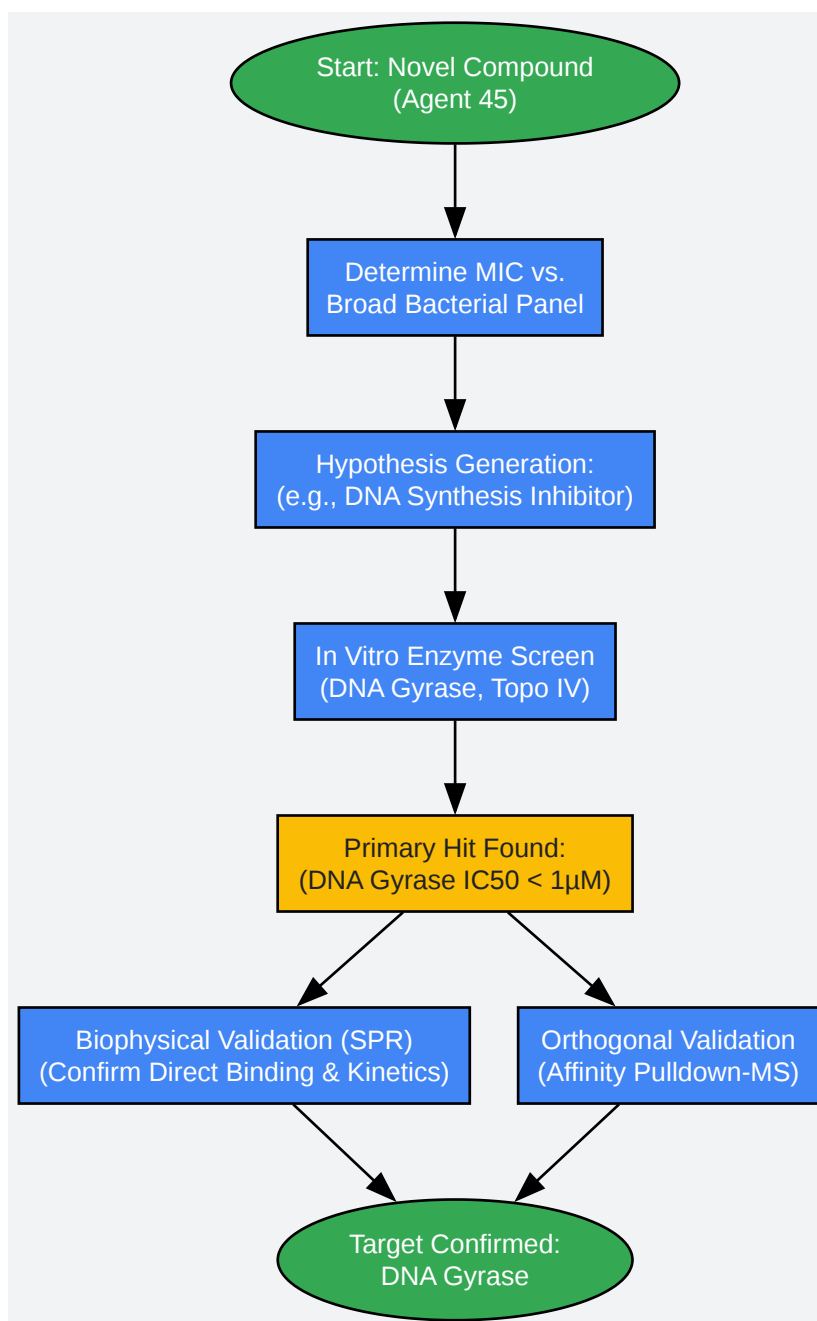 Start: Novel Compound
(Agent 45)
Determine MIC vs.
Broad Bacterial Panel
Hypothesis Generation:
(e.g., DNA Synthesis Inhibitor)
In Vitro Enzyme Screen
(DNA Gyrase, Topo IV)
Primary Hit Found:
(DNA Gyrase IC50 < 1µM)
Biophysical Validation (SPR)
(Confirm Direct Binding & Kinetics)
Orthogonal Validation
(Affinity Pulldown-MS)
Target Confirmed:
DNA Gyrase